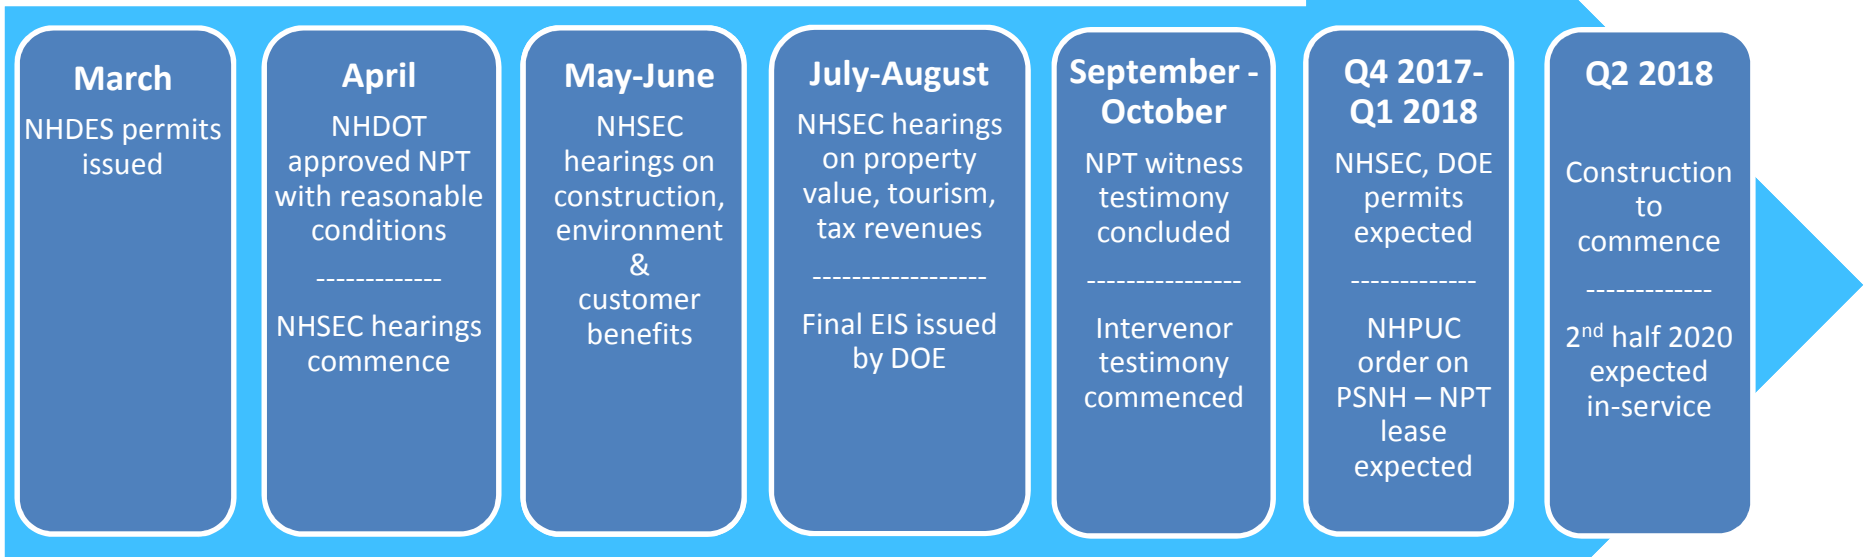 March
NHDES permits
issued
April
NHDOT
approved NPT
with reasonable
conditions
-------------
NHSEC hearings
commence
May-June
NHSEC
hearings on
construction,
environment
&
customer
benefits
July-August
NHSEC hearings
on property
value, tourism,
tax revenues
------------------
Final EIS issued
by DOE
September -
October
NPT witness
testimony
concluded
----------------
Intervenor
testimony
commenced
Q4 2017-
Q1 2018
NHSEC, DOE
permits
expected
-------------
NHPUC
order on
PSNH – NPT
lease
expected
Q2 2018
Construction
to
commence
-------------
2nd half 2020
expected
in-service